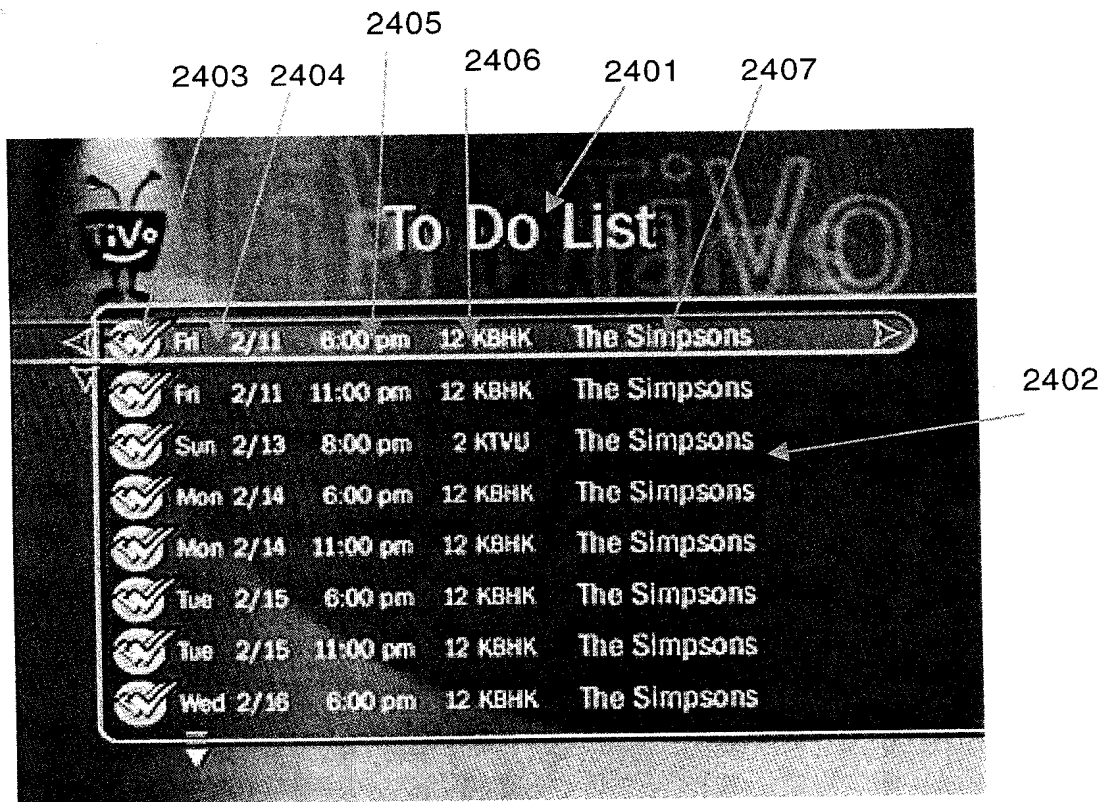 2405
2403 2404 2406 2401 2407
TiVo
To Do List
TiVo
Fri 2/11 6:00 pm 12 KBHK The Simpsons
Fri 2/11 11:00 pm 12 KBHK The Simpsons
2402
Sun 2/13 8:00 pm 2 KTVU The Simpsons
Mon 2/14 6:00 pm 12 KBHK The Simpsons
Mon 2/14 11:00 pm 12 KBHK The Simpsons
Tue 2/15 6:00 pm 12 KBHK The Simpsons
Tue 2/15 11:00 pm 12 KBHK The Simpsons
Wed 2/16 6:00 pm 12 KBHK The Simpsons